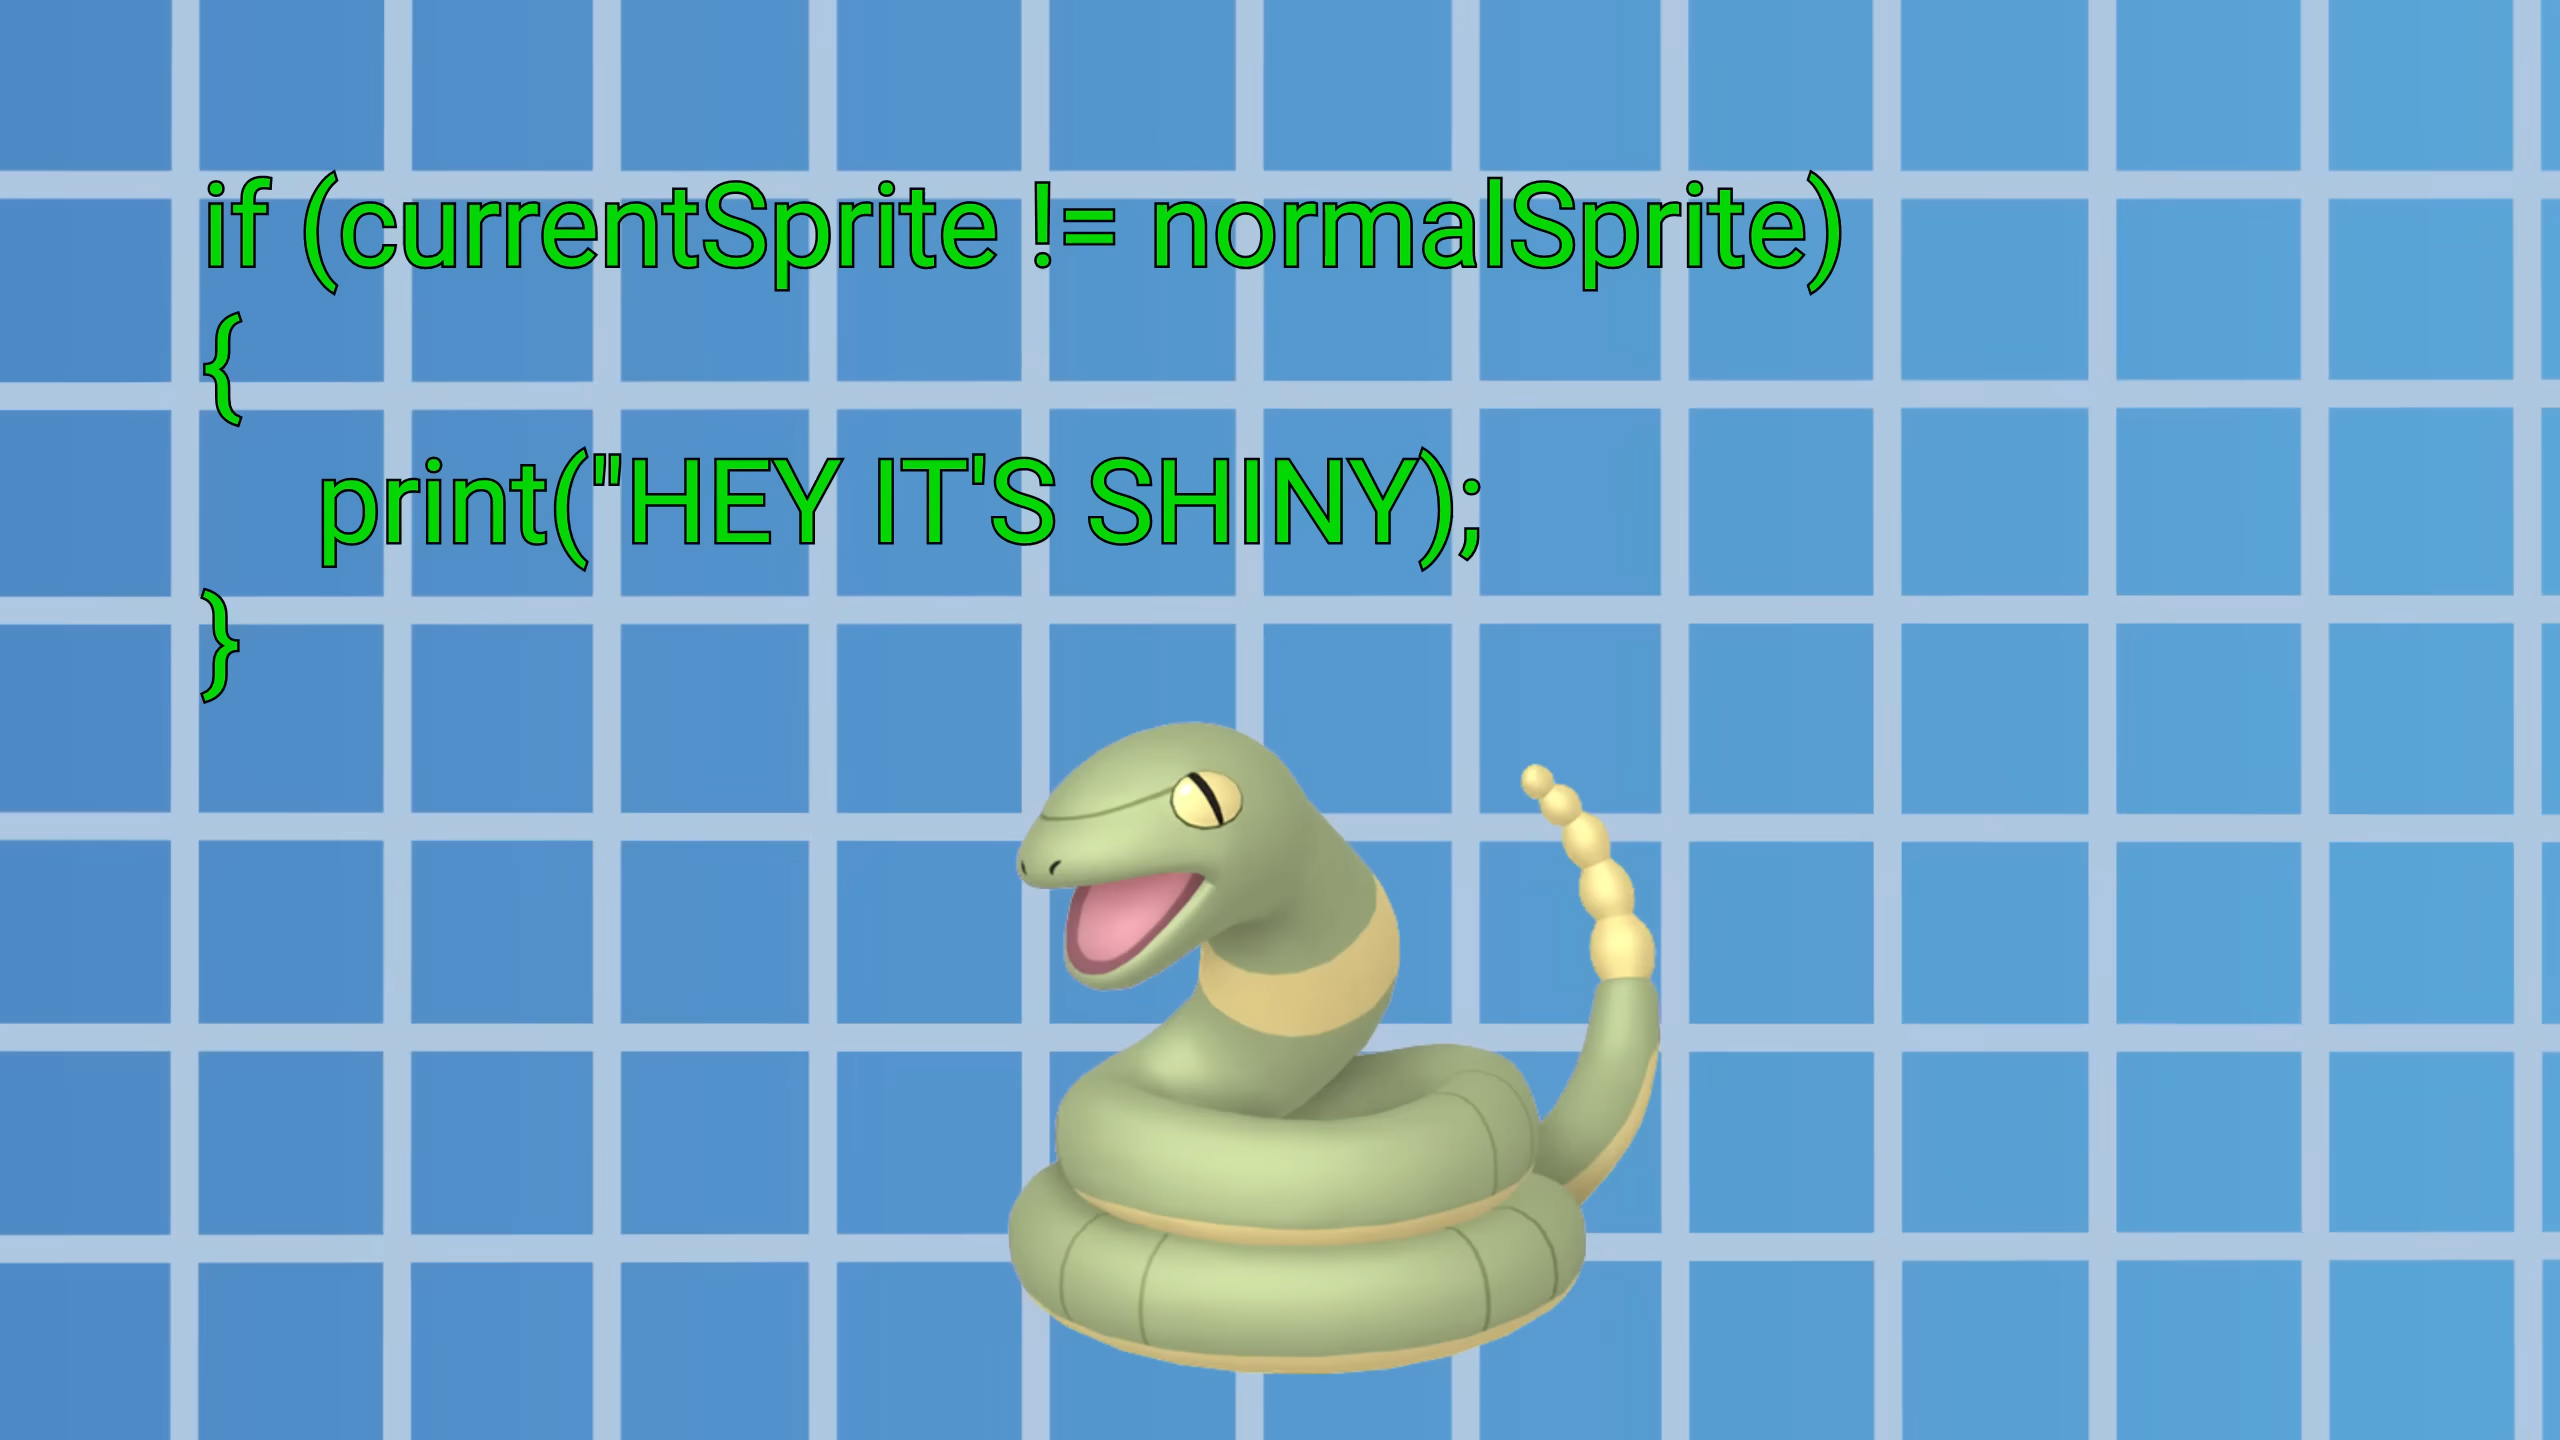 if (currentSprite != normalSprite)
{
print("HEY IT'S SHINY);
}